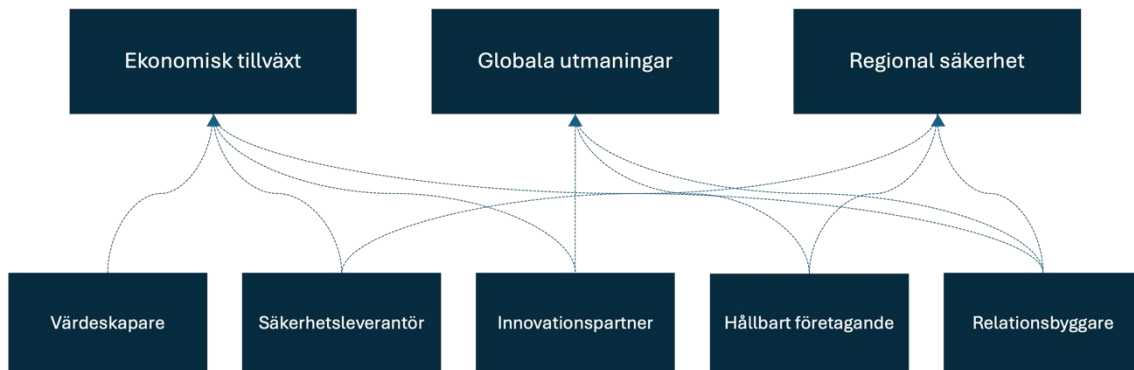 Ekonomisk tillväxt
Globala utmaningar
Regional säkerhet
Värdeskapare
Säkerhetsleverantör
Innovationspartner
Hållbart företagande
Relationsbyggare